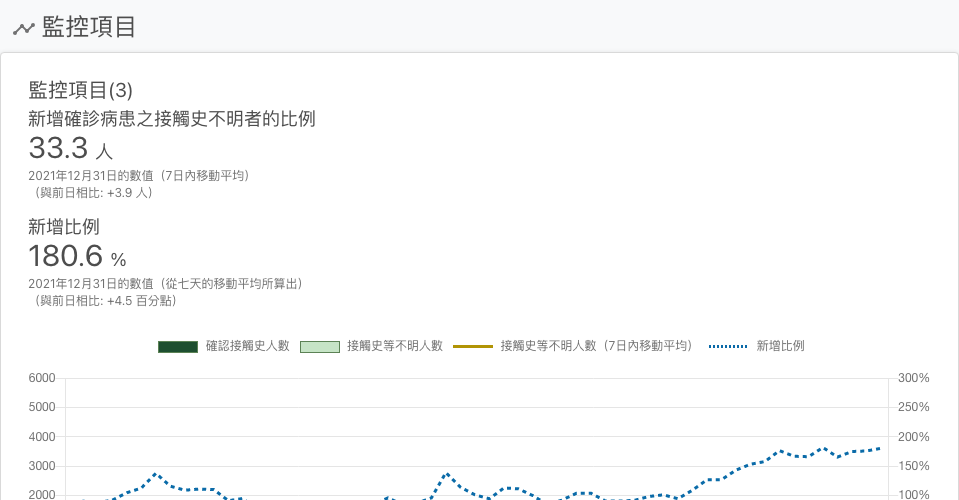 監控項目
監控項目(3)
新增確診病患之接觸史不明者的比例
33.3 人
2021年12月31日的數值（7日內移動平均）
（與前日相比: +3.9 人）
新增比例
180.6 %
2021年12月31日的數值（從七天的移動平均所算出）
（與前日相比: +4.5 百分點）
確認接觸史人數 接觸史等不明人數 接觸史等不明人數（7日內移動平均） 新增比例
6000 300%
5000 250%
4000 200%
3000 150%
2000 100%